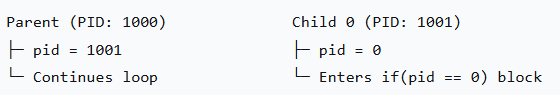 Parent (PID: 1000)          Child 0 (PID: 1001)
├─ pid = 1001               ├─ pid = 0
└─ Continues loop           └─ Enters if(pid == 0) block